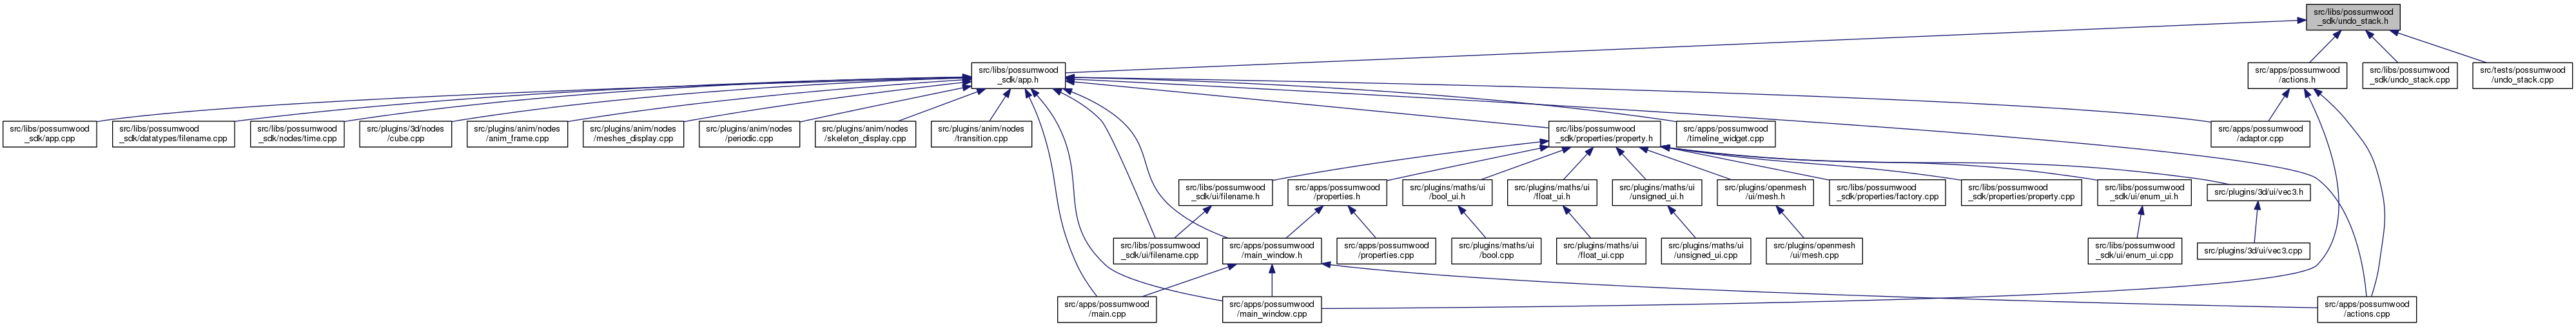 src/libs/possumwood
_sdk/undo_stack.h
src/libs/possumwood
_sdk/app.h
src/apps/possumwood
/actions.h
src/libs/possumwood
_sdk/undo_stack.cpp
src/tests/possumwood
/undo_stack.cpp
src/libs/possumwood
_sdk/app.cpp
src/libs/possumwood
_sdk/datatypes/filename.cpp
src/libs/possumwood
_sdk/nodes/time.cpp
src/plugins/3d/nodes
/cube.cpp
src/plugins/anim/nodes
/anim_frame.cpp
src/plugins/anim/nodes
/meshes_display.cpp
src/plugins/anim/nodes
/periodic.cpp
src/plugins/anim/nodes
/skeleton_display.cpp
src/plugins/anim/nodes
/transition.cpp
src/libs/possumwood
_sdk/properties/property.h
src/apps/possumwood
/timeline_widget.cpp
src/apps/possumwood
/adaptor.cpp
src/libs/possumwood
_sdk/ui/filename.h
src/apps/possumwood
/properties.h
src/plugins/maths/ui
/bool_ui.h
src/plugins/maths/ui
/float_ui.h
src/plugins/maths/ui
/unsigned_ui.h
src/plugins/openmesh
/ui/mesh.h
src/libs/possumwood
_sdk/properties/factory.cpp
src/libs/possumwood
_sdk/properties/property.cpp
src/libs/possumwood
_sdk/ui/enum_ui.h
src/plugins/3d/ui/vec3.h
src/libs/possumwood
_sdk/ui/filename.cpp
src/apps/possumwood
/main_window.h
src/apps/possumwood
/properties.cpp
src/plugins/maths/ui
/bool.cpp
src/plugins/maths/ui
/float_ui.cpp
src/plugins/maths/ui
/unsigned_ui.cpp
src/plugins/openmesh
/ui/mesh.cpp
src/libs/possumwood
_sdk/ui/enum_ui.cpp
src/plugins/3d/ui/vec3.cpp
src/apps/possumwood
/main.cpp
src/apps/possumwood
/main_window.cpp
src/apps/possumwood
/actions.cpp